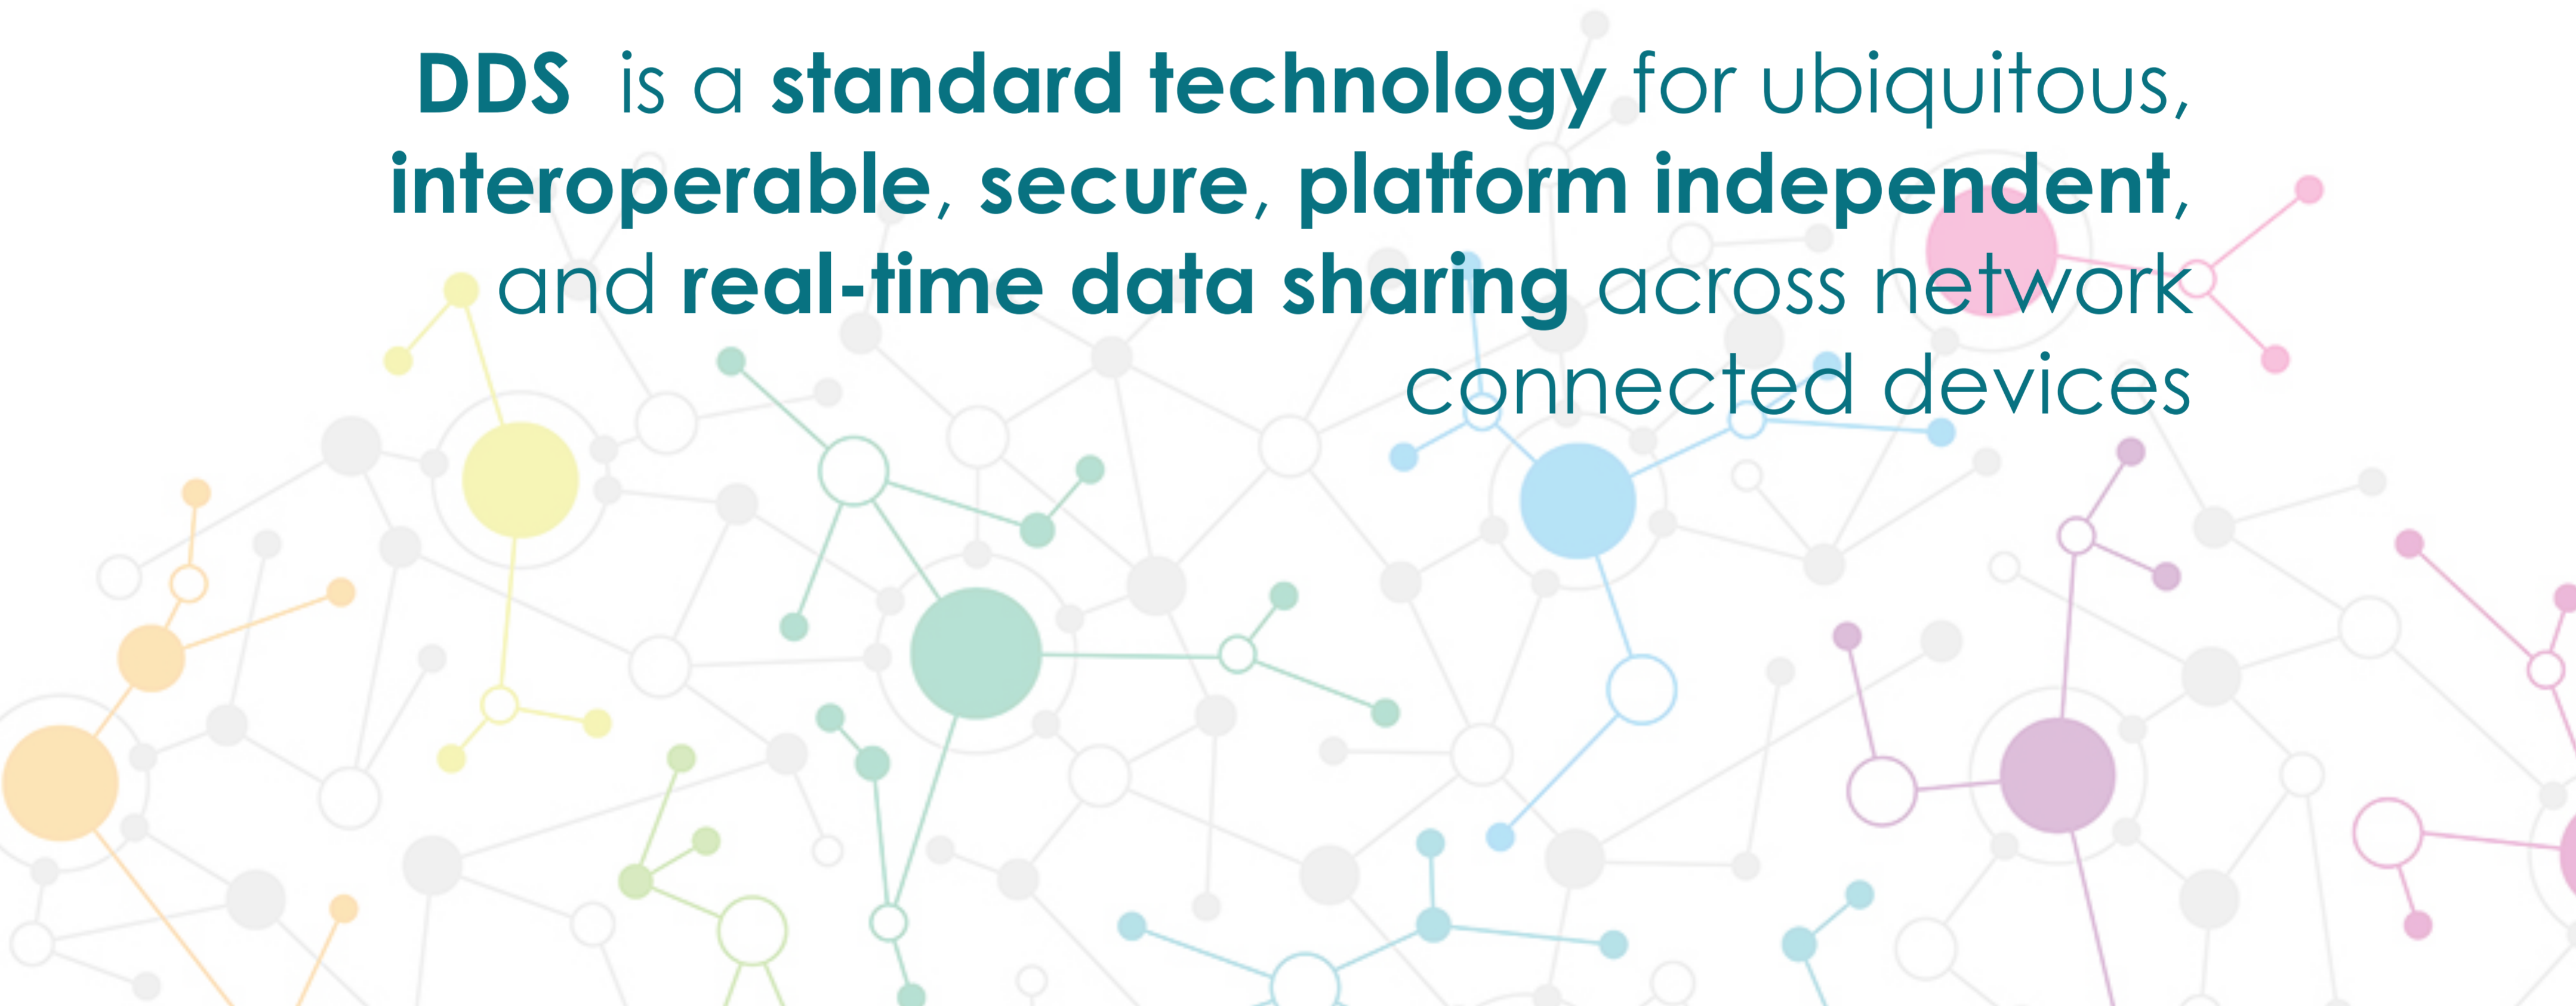 DDS is a standard technology for ubiquitous,
interoperable, secure, platform independent,
and real-time data sharing across network
connected devices